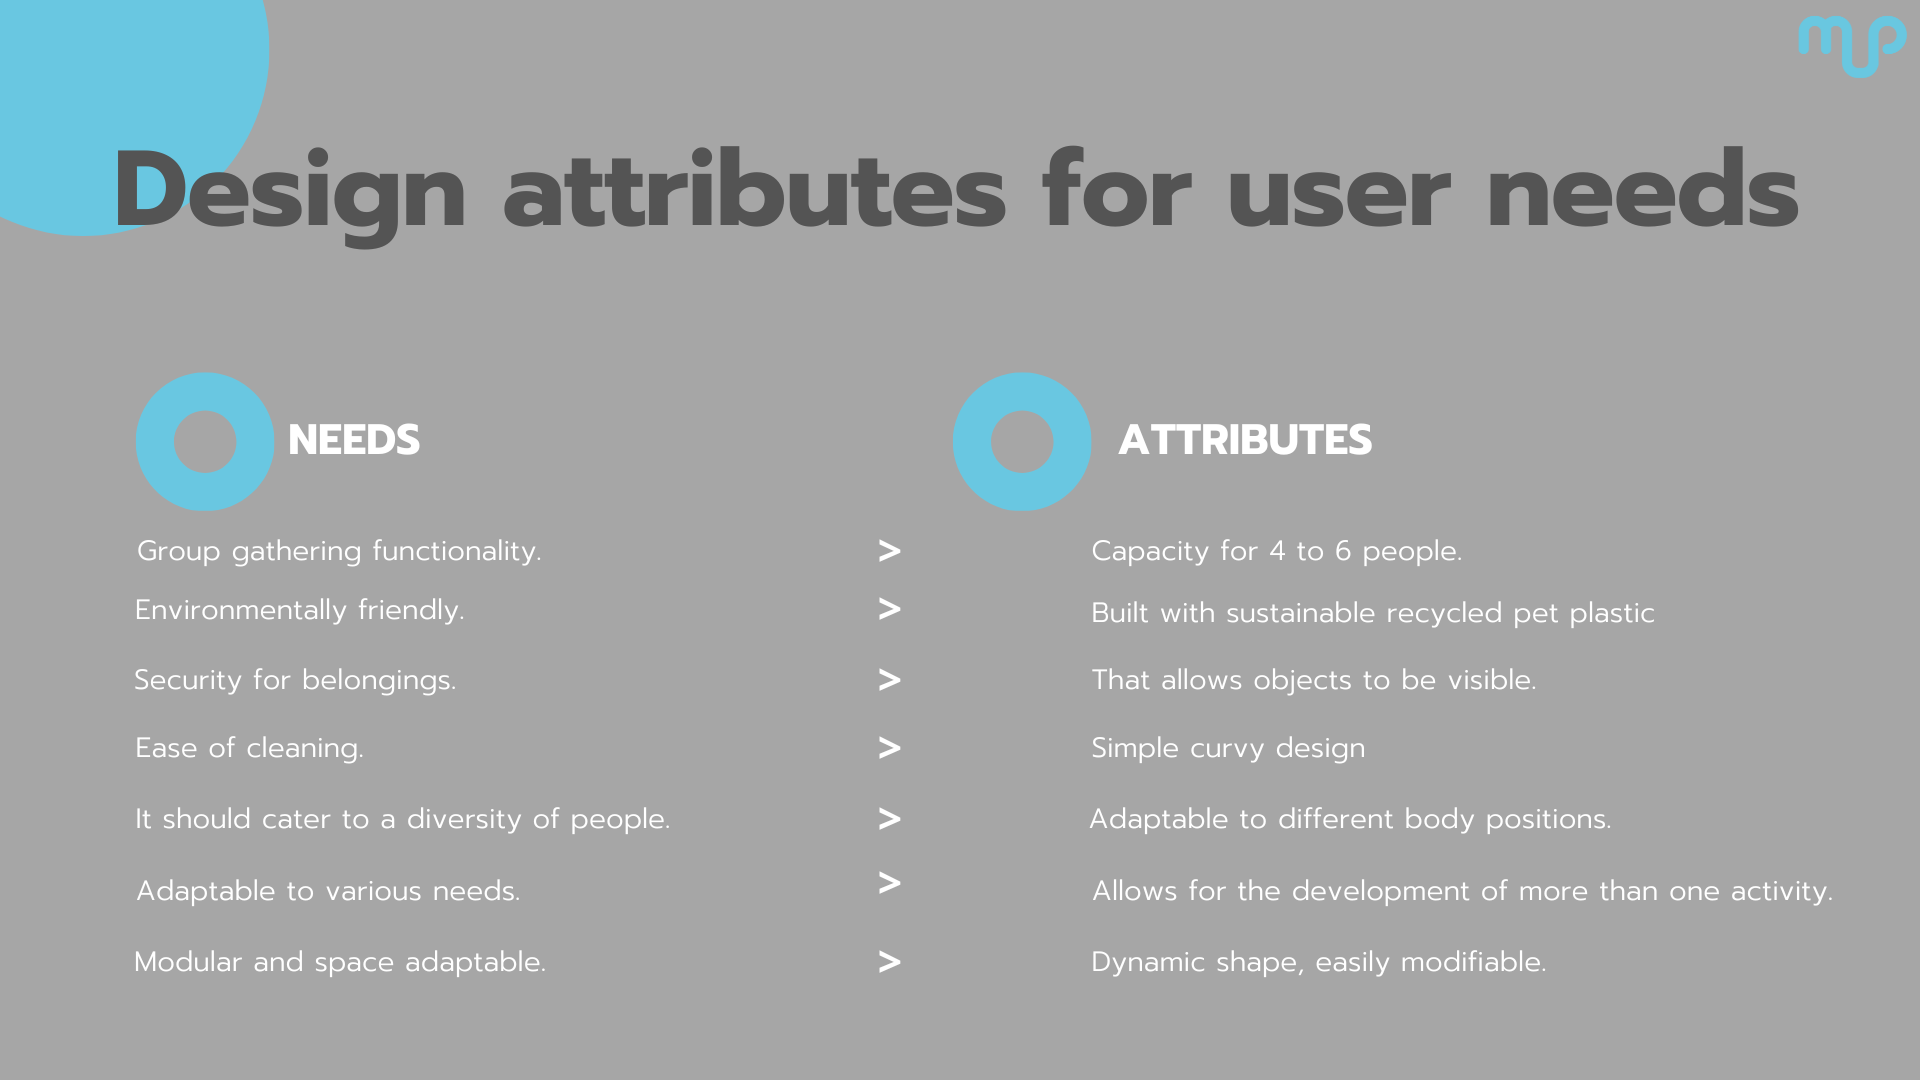 mup
Design attributes for user needs
NEEDS
ATTRIBUTES
Group gathering functionality. > Capacity for 4 to 6 people.
Environmentally friendly. > Built with sustainable recycled pet plastic
Security for belongings. > That allows objects to be visible.
Ease of cleaning. > Simple curvy design
It should cater to a diversity of people. > Adaptable to different body positions.
Adaptable to various needs. > Allows for the development of more than one activity.
Modular and space adaptable. > Dynamic shape, easily modifiable.